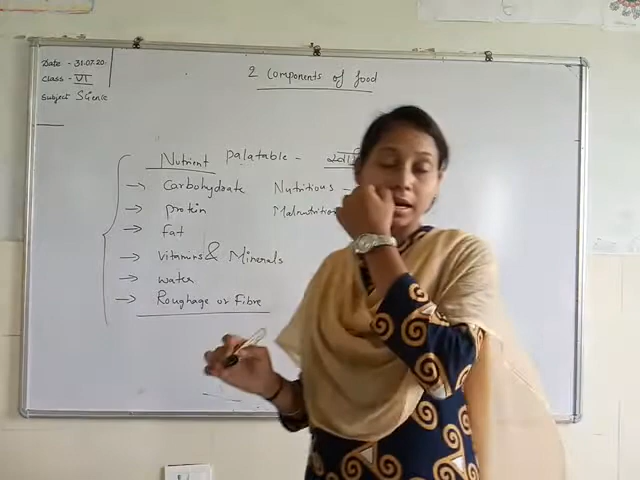 Date - 31.07.20
Class - VI
Subject Science
2 Components of food
Nutrient palatable -
→ Carbohydrate Nutritious -
→ protein Malnutrition
→ fat
→ vitamins & Minerals
→ water
→ Roughage or Fibre